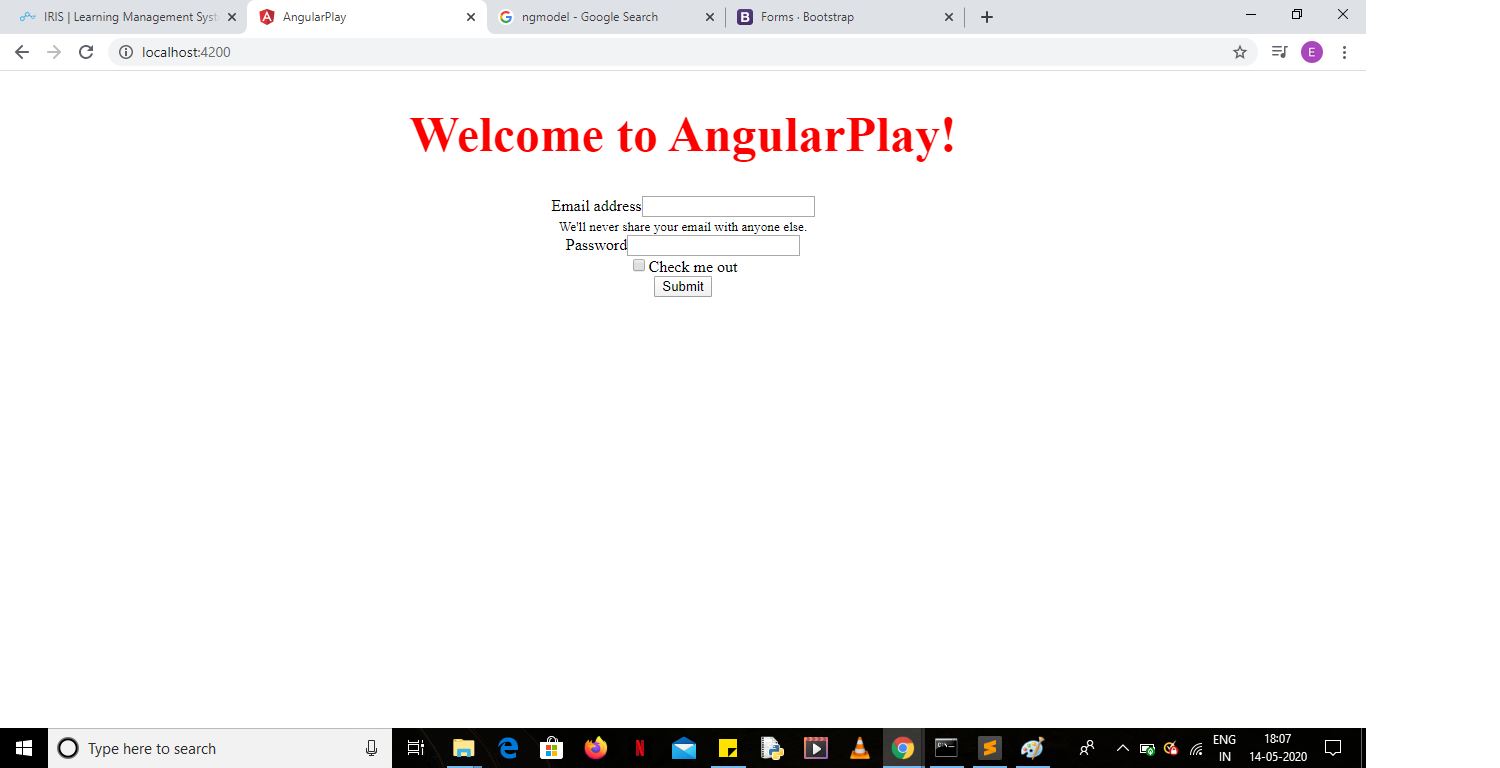 IRIS | Learning Management Syst
AngularPlay
ngmodel - Google Search
Forms · Bootstrap
localhost:4200
E
Welcome to AngularPlay!
Email address
We'll never share your email with anyone else.
Password
Check me out
Submit
Type here to search
ENG
IN
18:07
14-05-2020